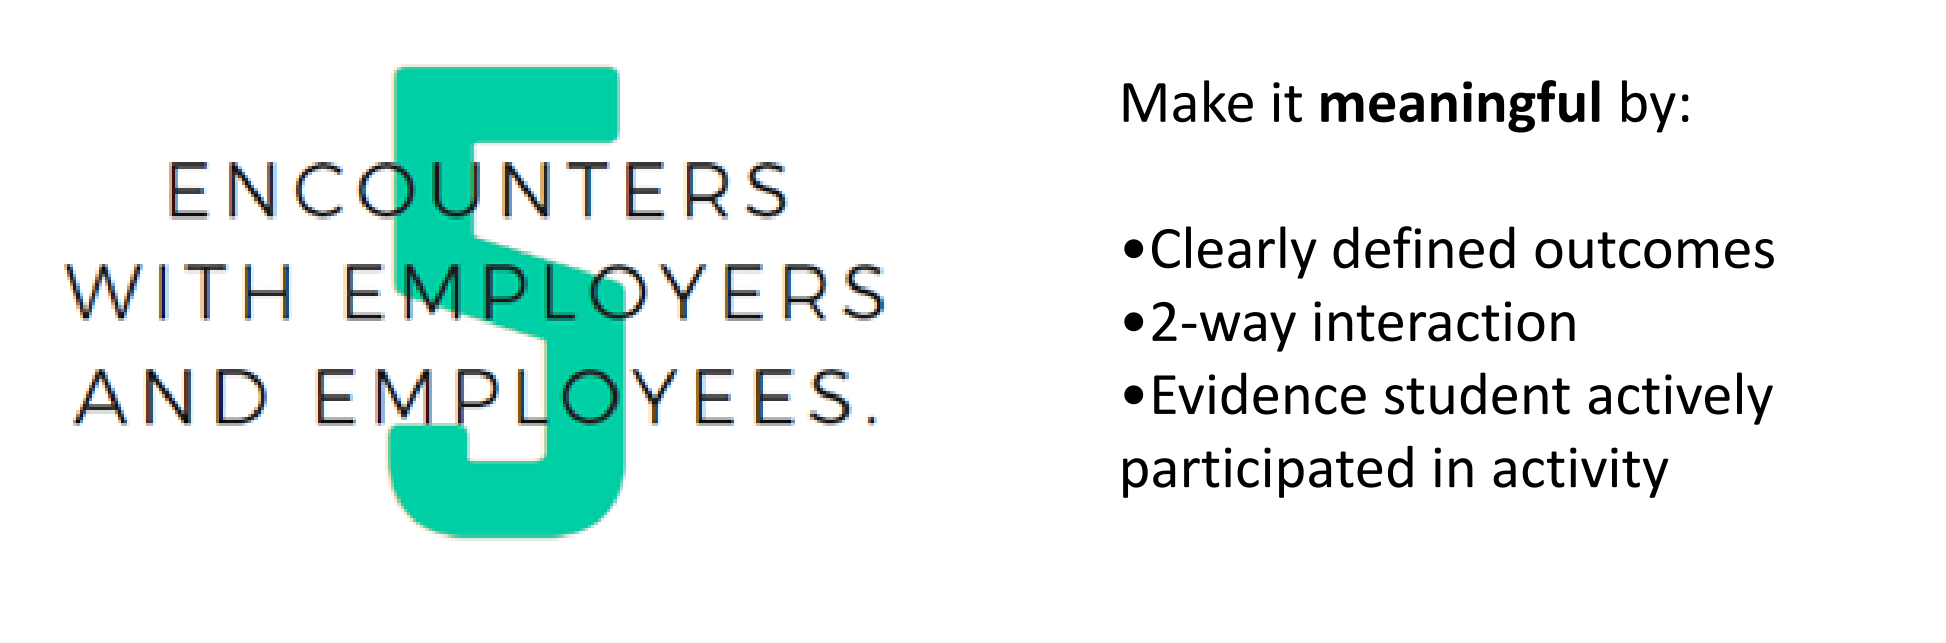 5
ENCOUNTERS
WITH EMPLOYERS
AND EMPLOYEES.
Make it meaningful by:
•Clearly defined outcomes
•2-way interaction
•Evidence student actively
participated in activity